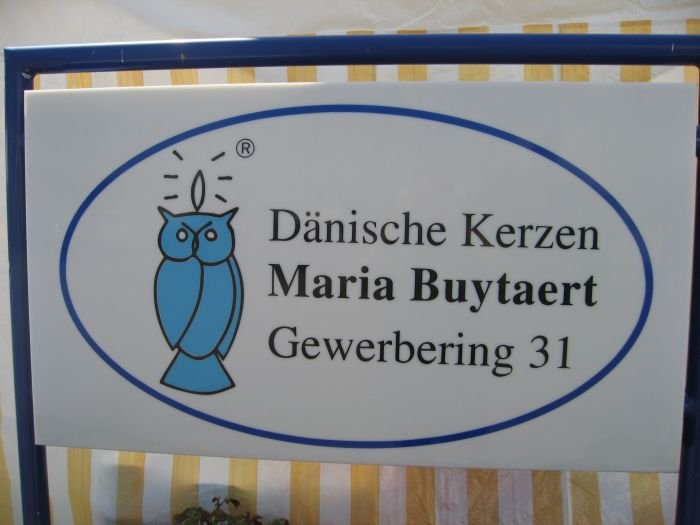 ®
Dänische Kerzen
Maria Buytaert
Gewerbering 31